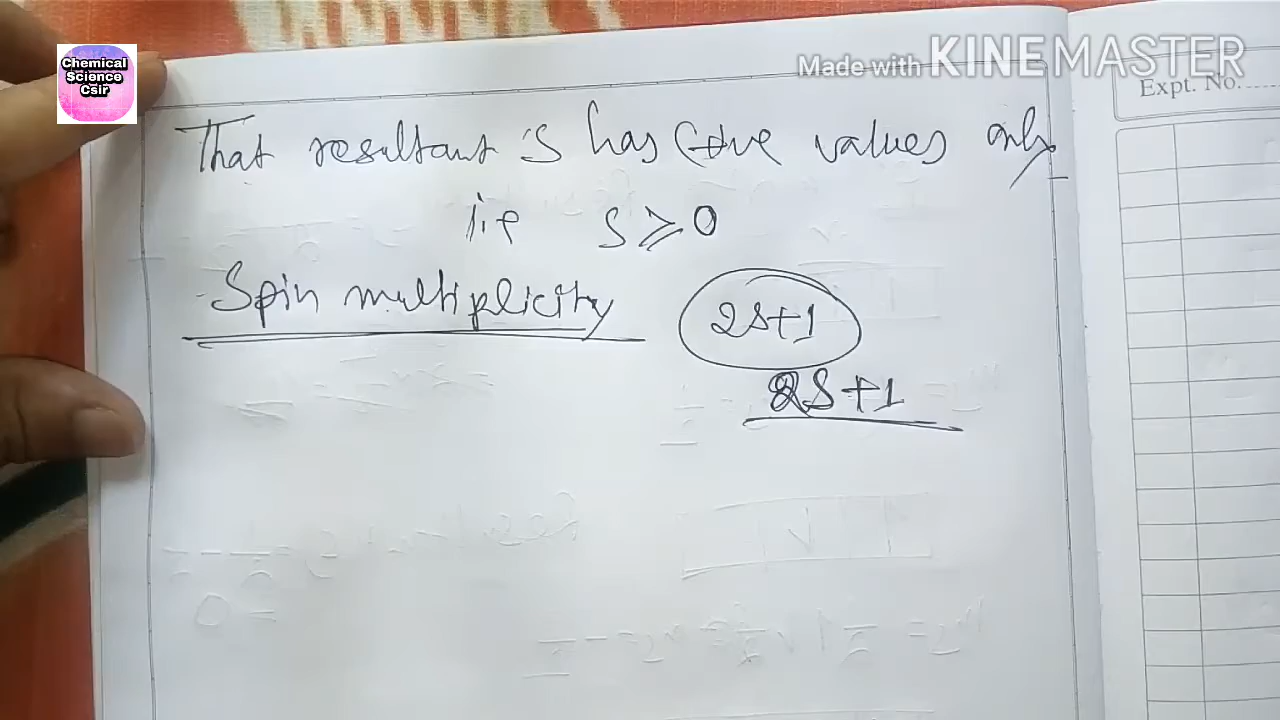 Chemical
Science
Csir
Made with KINEMASTER
Expt. No.
That resultant S has (+)ve values only
i.e S ⩾ 0
Spin multiplicity 2s+1
2S+1